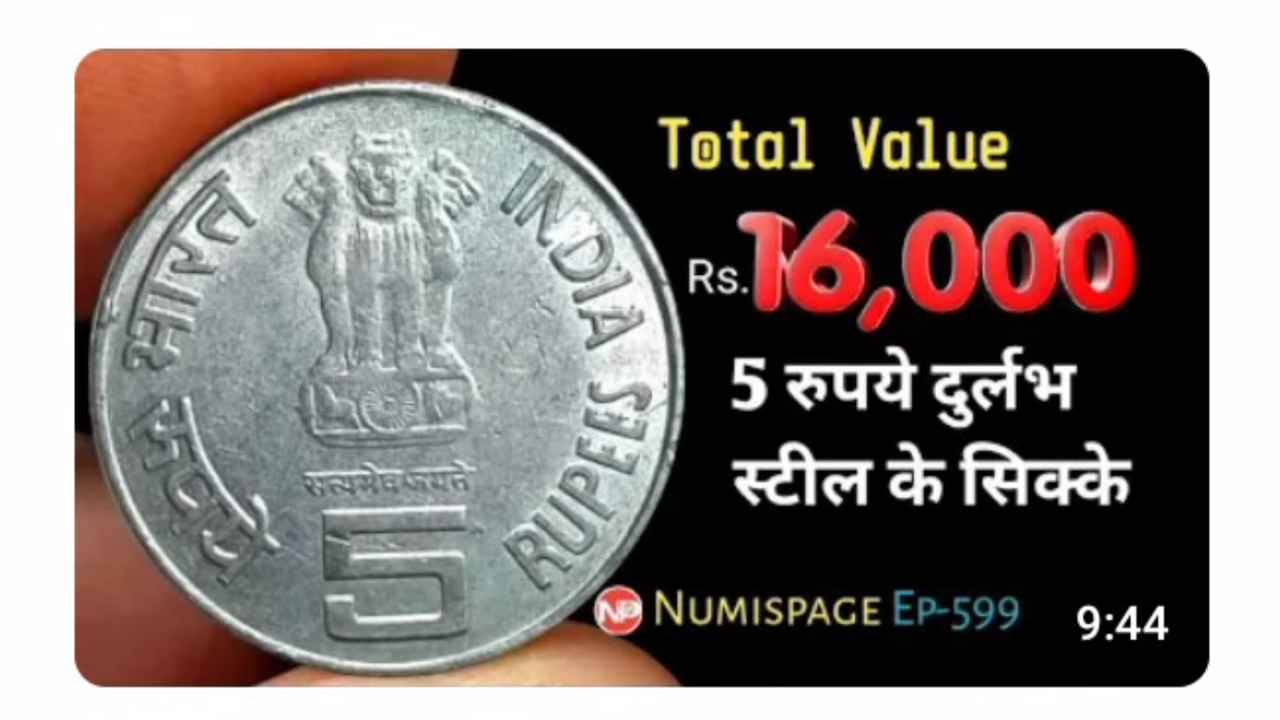 भारत
रुपये
INDIA
RUPEES
सत्यमेव जयते
5
Total Value
Rs.16,000
5 रुपये दुर्लभ
स्टील के सिक्के
NP NUMISPAGE EP-599
9:44